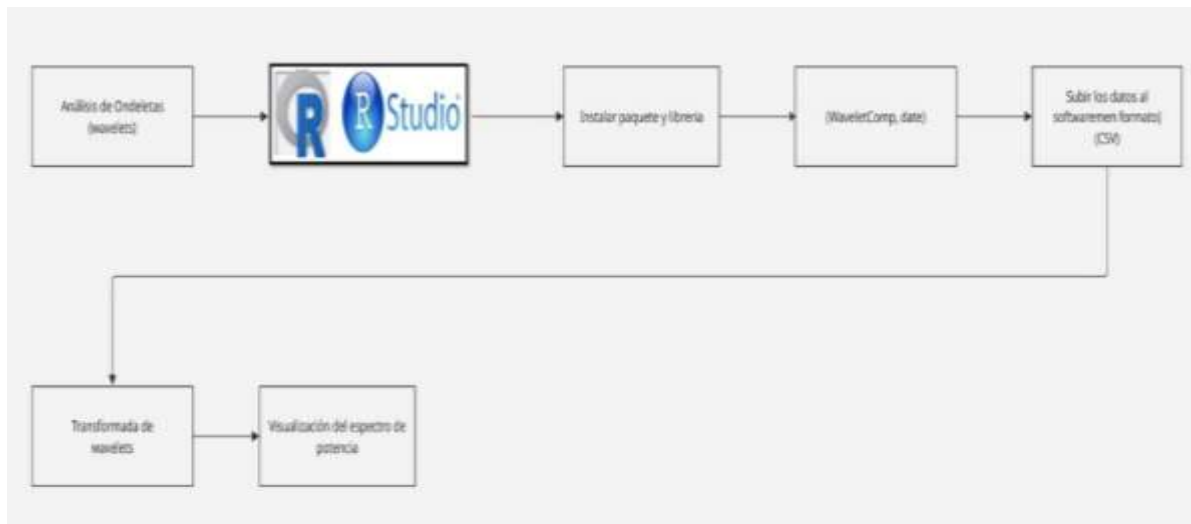 Análisis de Ondeletas
(wavelets)
R
R Studio
Instalar paquete y libreria
(WaveletComp, date)
Subir los datos al
softwaremen formato(
(CSV)
Transformada de
wavelets
Visualización del espectro de
potencia